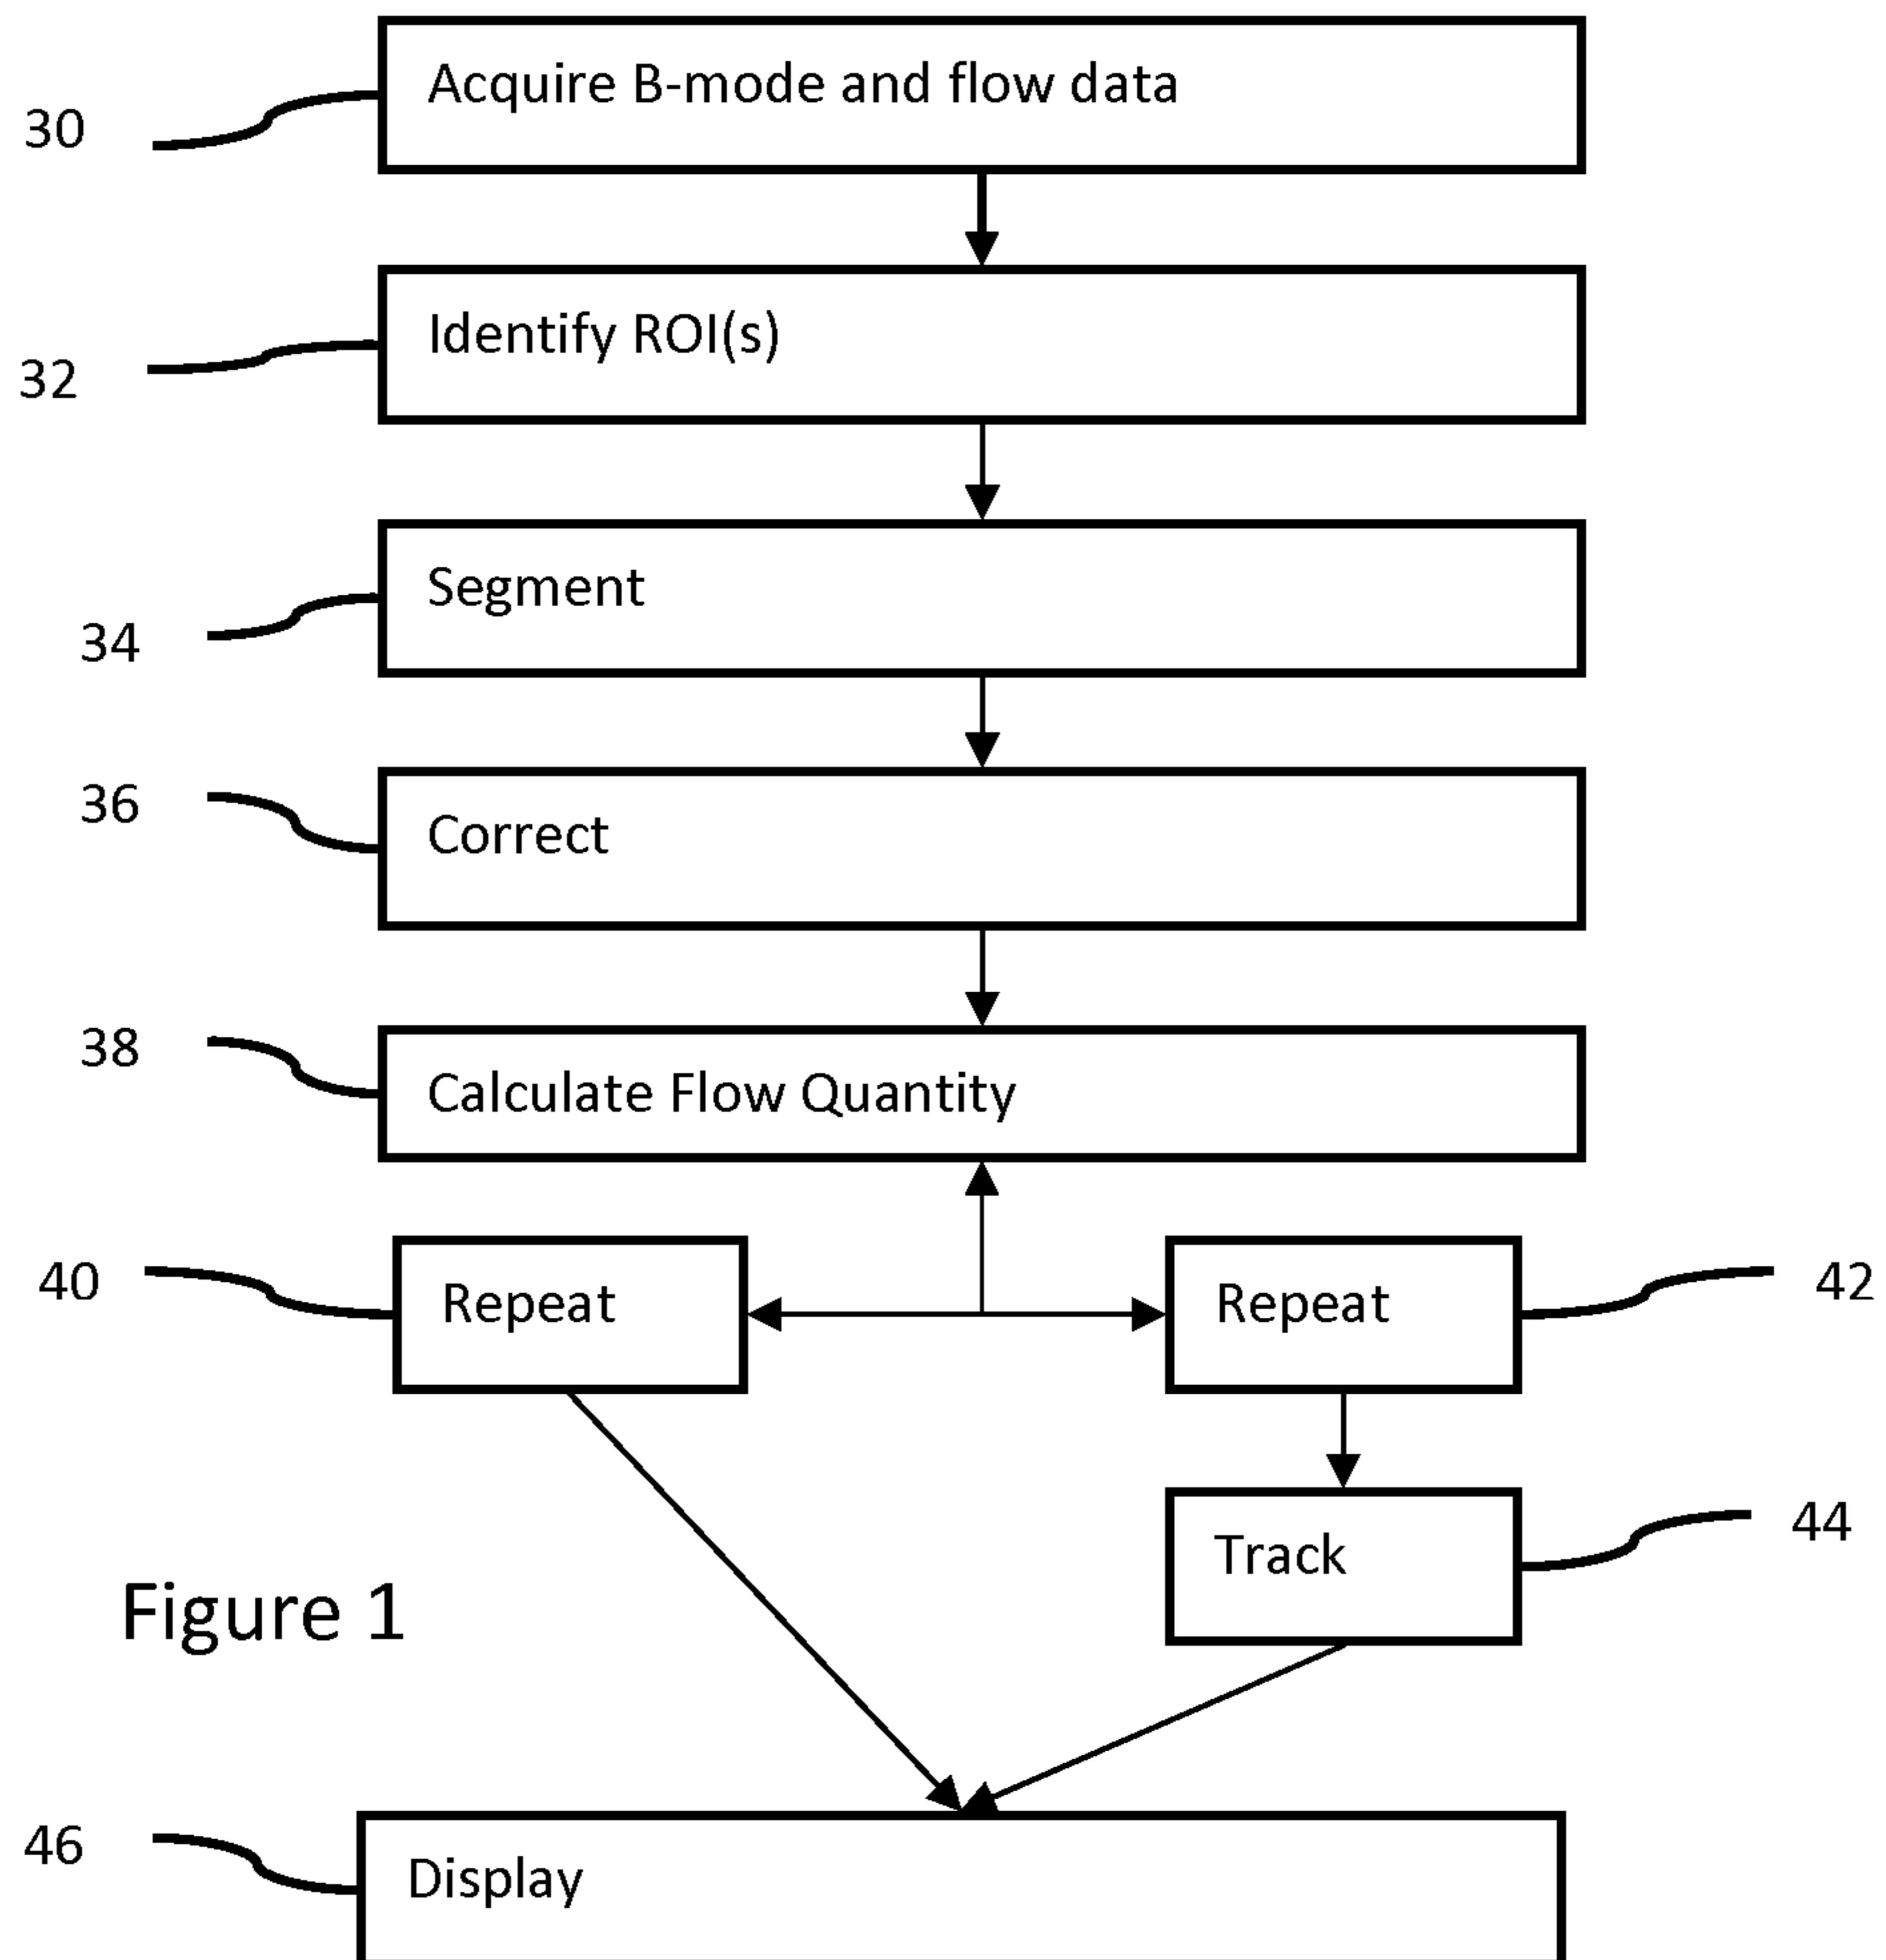 Acquire B-mode and flow data
30
Identify ROI(s)
32
Segment
34
36
Correct
38
Calculate Flow Quantity
40
Repeat
Repeat
42
44
Track
Figure 1
46
Display